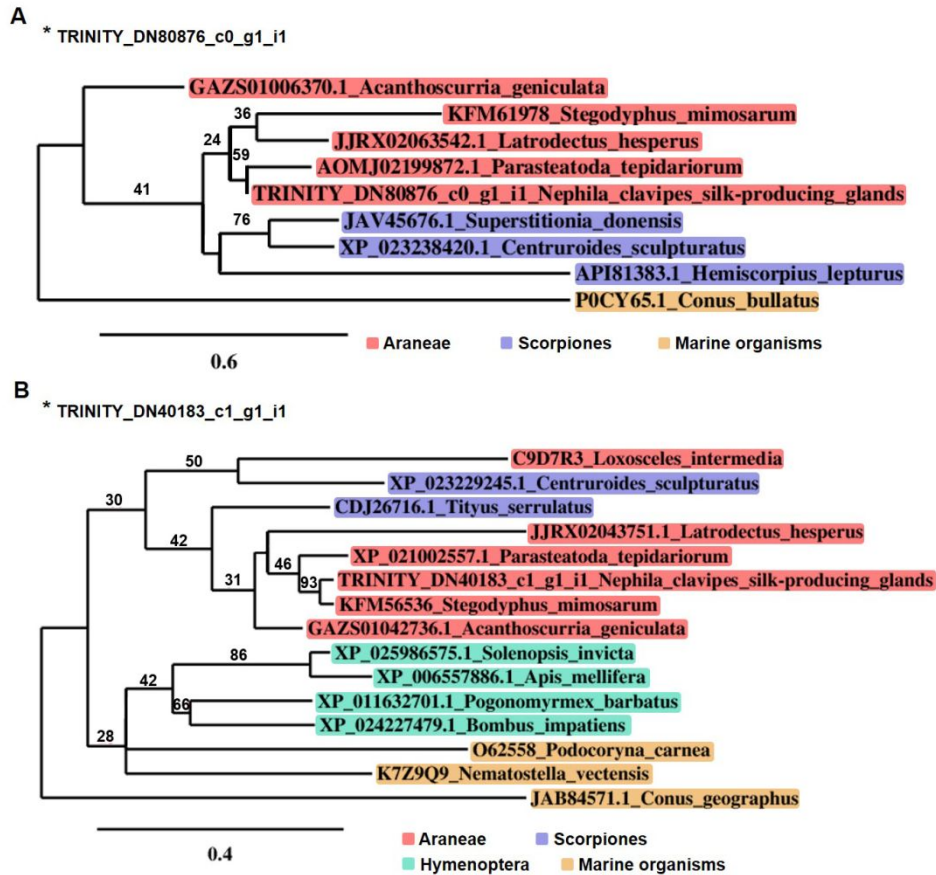 A
* TRINITY_DN80876_c0_g1_i1
GAZS01006370.1_Acanthoscurria_geniculata
36
KFM61978_Stegodyphus_mimosarum
24
JJRX02063542.1_Latrodectus_hesperus
59
AOMJ02199872.1_Parasteatoda_tepidariorum
41
TRINITY_DN80876_c0_g1_i1_Nephila_clavipes_silk-producing_glands
76
JAV45676.1_Superstitionia_donensis
XP_023238420.1_Centruroides_sculpturatus
API81383.1_Hemiscorpius_lepturus
P0CY65.1_Conus_bullatus
0.6
Araneae Scorpiones Marine organisms
B
* TRINITY_DN40183_c1_g1_i1
50
C9D7R3_Loxosceles_intermedia
XP_023229245.1_Centruroides_sculpturatus
30
CDJ26716.1_Tityus_serrulatus
JJRX02043751.1_Latrodectus_hesperus
42
XP_021002557.1_Parasteatoda_tepidariorum
46
TRINITY_DN40183_c1_g1_i1_Nephila_clavipes_silk-producing_glands
31
93
KFM56536_Stegodyphus_mimosarum
GAZS01042736.1_Acanthoscurria_geniculata
86
XP_025986575.1_Solenopsis_invicta
XP_006557886.1_Apis_mellifera
42
XP_011632701.1_Pogonomyrmex_barbatus
66
XP_024227479.1_Bombus_impatiens
28
O62558_Podocoryna_carnea
K7Z9Q9_Nematostella_vectensis
JAB84571.1_Conus_geographus
0.4
Araneae Scorpiones
Hymenoptera Marine organisms